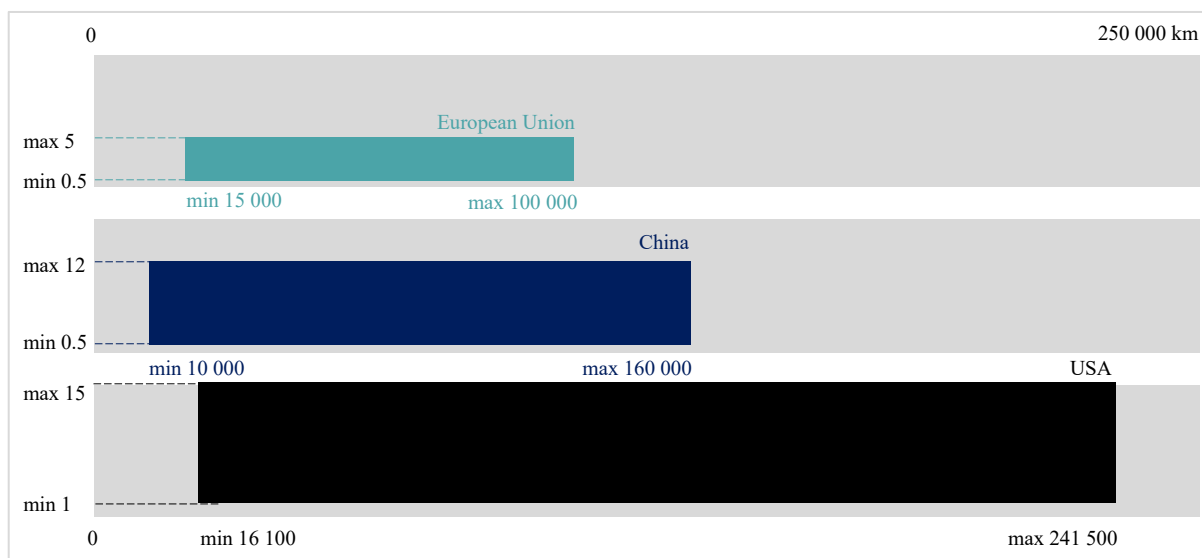 0 250 000 km
European Union
max 5
min 0.5
min 15 000 max 100 000
China
max 12
min 0.5
min 10 000 max 160 000 USA
max 15
min 1
0 min 16 100 max 241 500